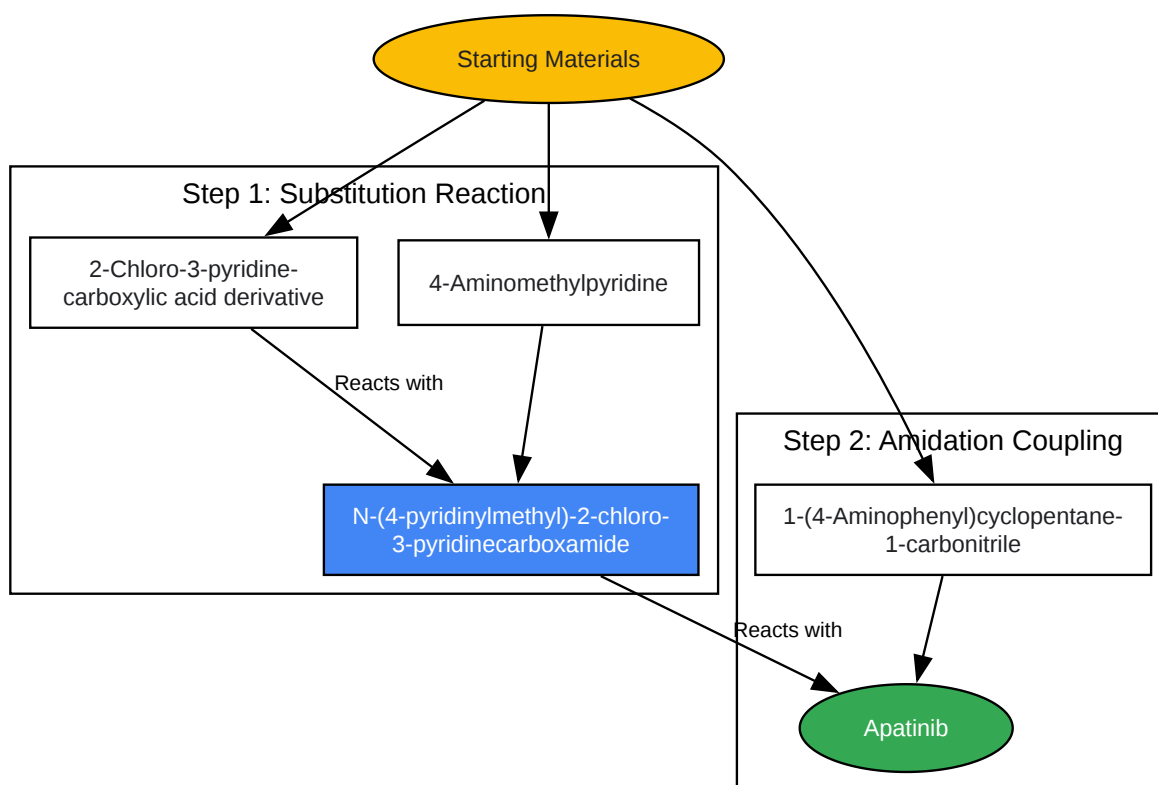 Starting Materials
Step 1: Substitution Reaction
2-Chloro-3-pyridine-
carboxylic acid derivative
4-Aminomethylpyridine
Reacts with
N-(4-pyridinylmethyl)-2-chloro-
3-pyridinecarboxamide
Step 2: Amidation Coupling
1-(4-Aminophenyl)cyclopentane-
1-carbonitrile
Reacts with
Apatinib